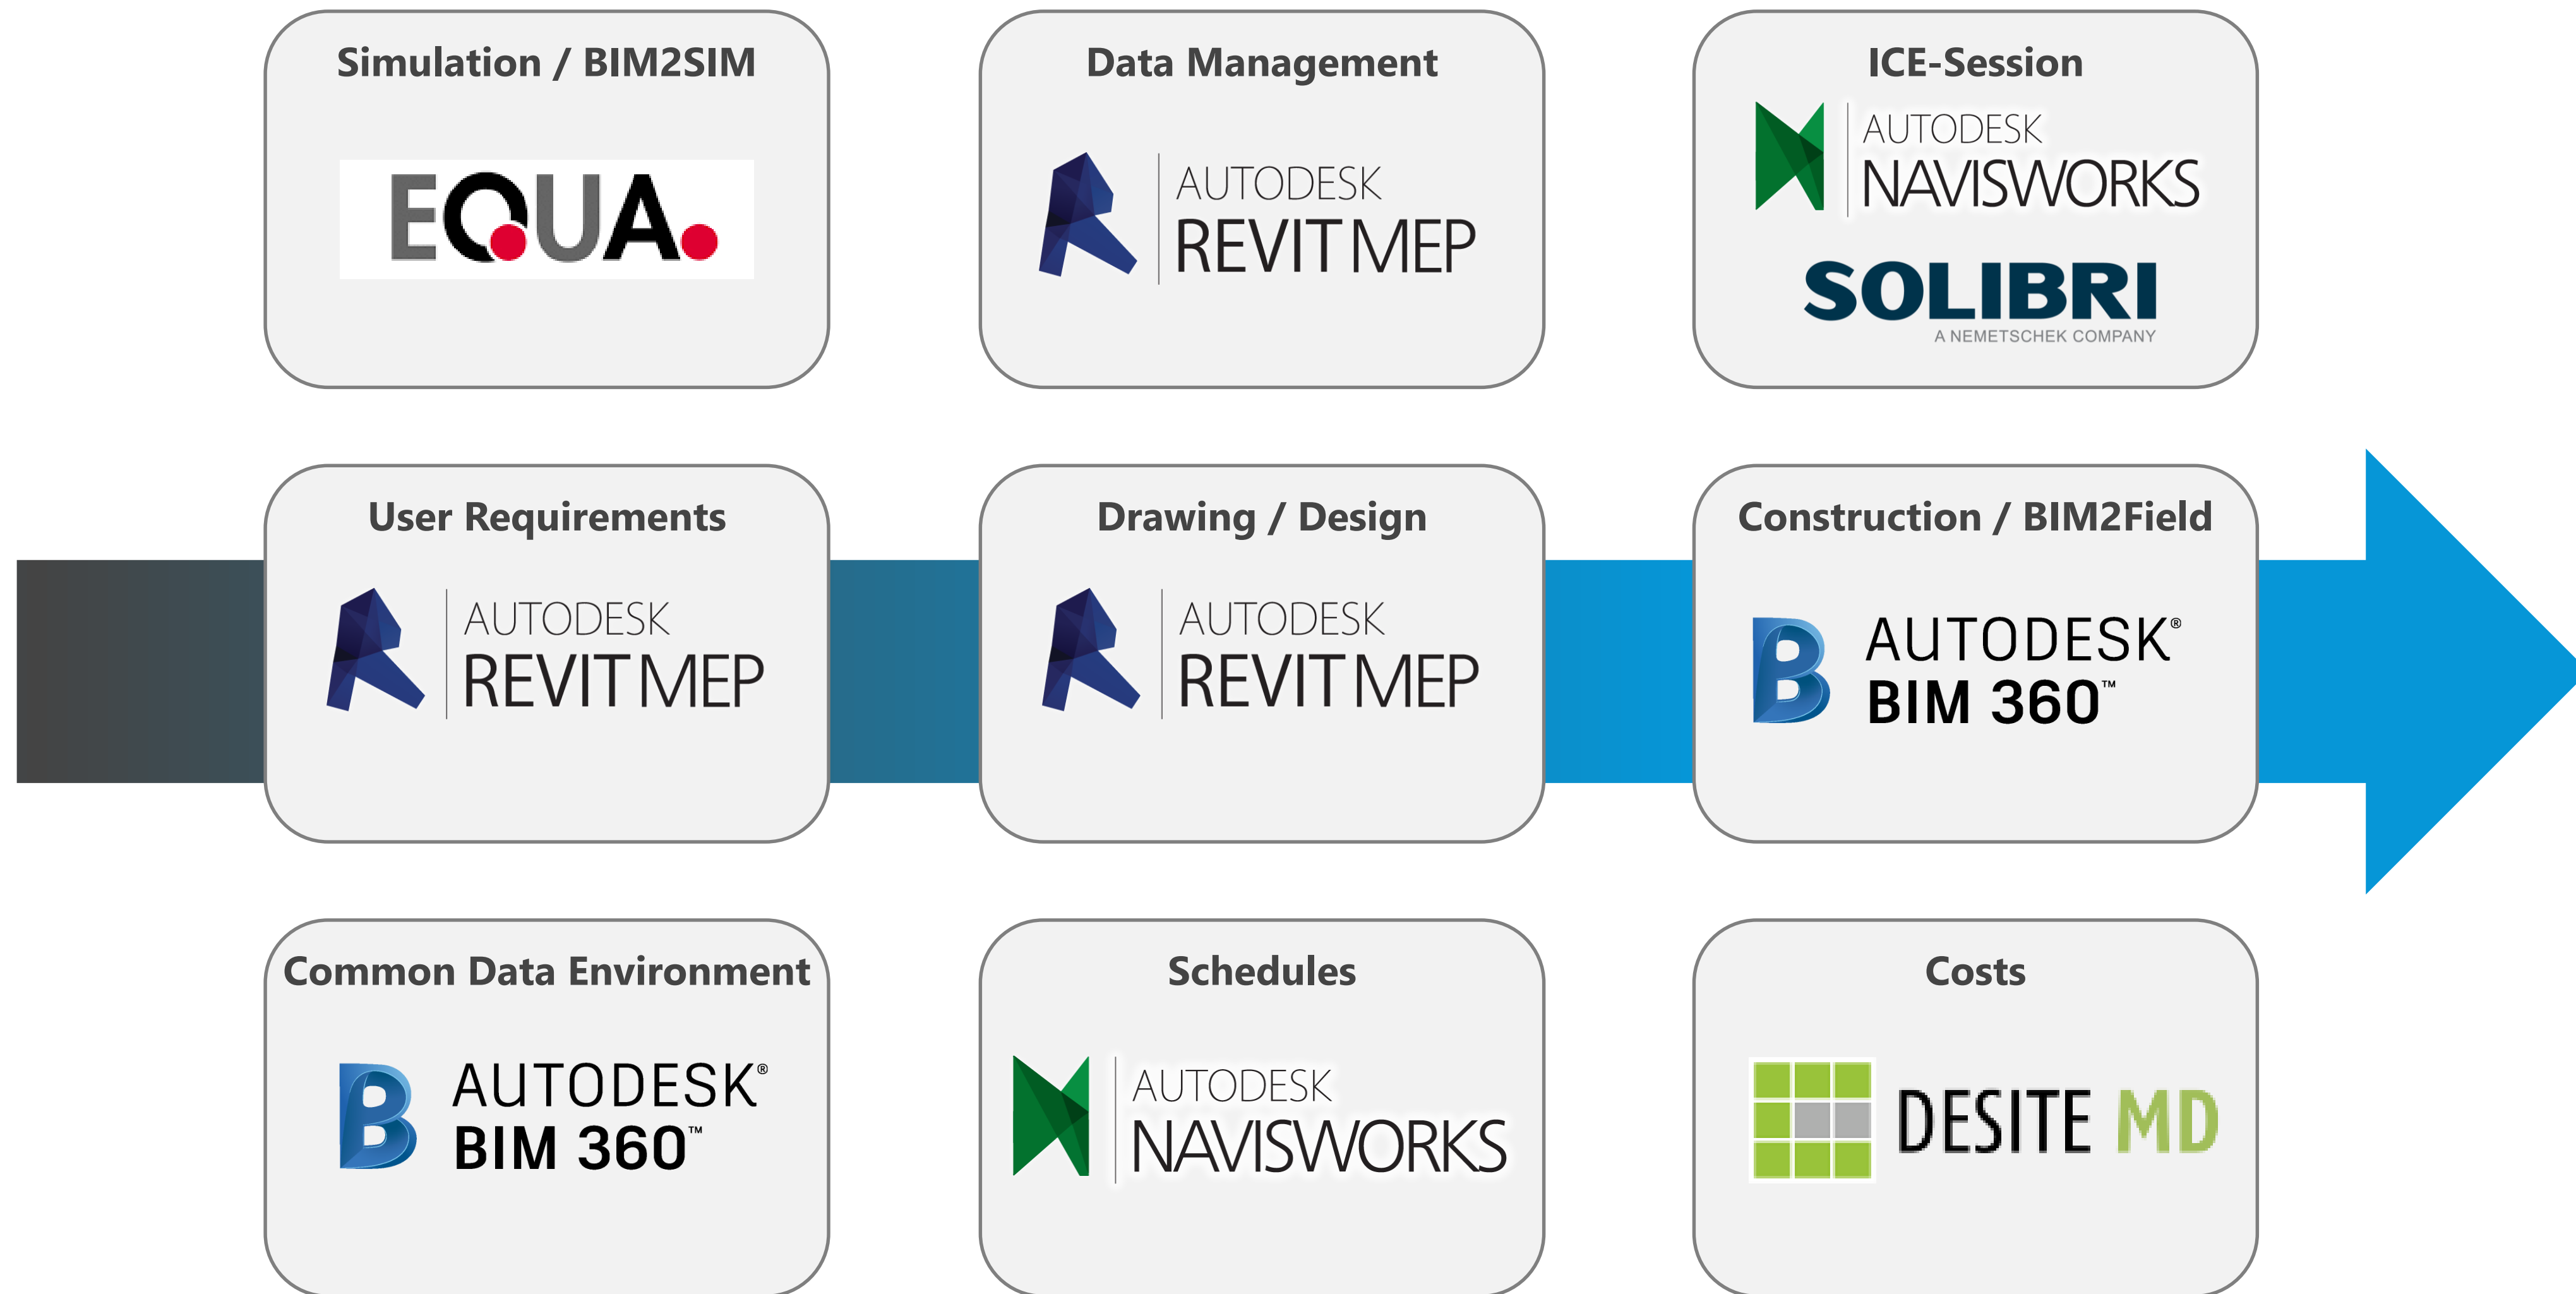 Simulation / BIM2SIM
EQUA.
Data Management
AUTODESK
REVIT MEP
ICE-Session
AUTODESK
NAVISWORKS
SOLIBRI
A NEMETSCHEK COMPANY
User Requirements
AUTODESK
REVIT MEP
Drawing / Design
AUTODESK
REVIT MEP
Construction / BIM2Field
AUTODESK®
BIM 360™
Common Data Environment
AUTODESK®
BIM 360™
Schedules
AUTODESK
NAVISWORKS
Costs
DESITE MD